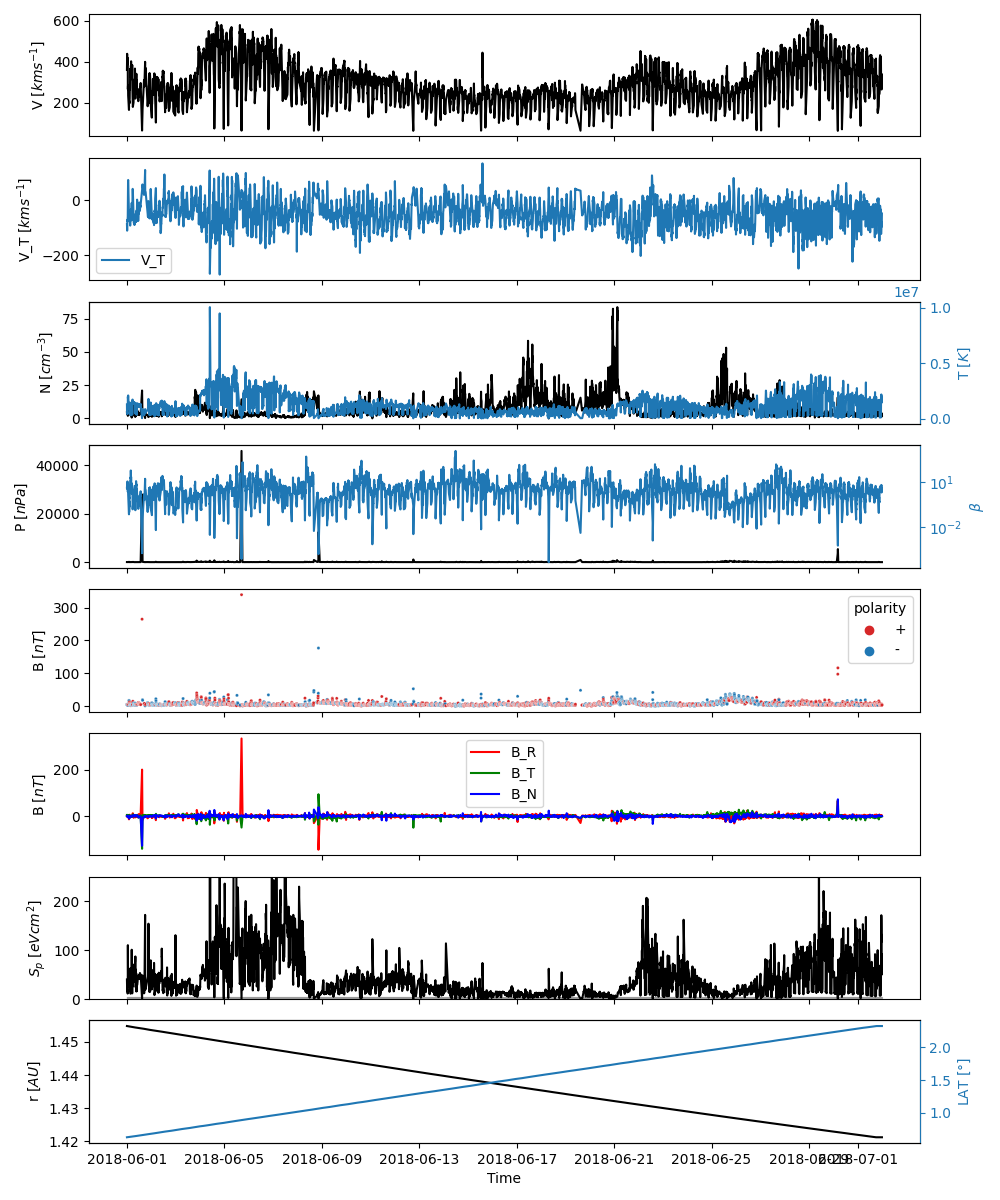 600
400
200
V [kms⁻¹]
0
−200
V_T [kms⁻¹]
V_T
1e7
75
50
25
0
N [cm⁻³]
1.0
0.5
0.0
T [K]
40000
20000
0
P [nPa]
10¹
10⁻²
β
300
200
100
0
B [nT]
polarity
+
-
200
0
B [nT]
B_R
B_T
B_N
200
100
0
Sₚ [eVcm²]
1.45
1.44
1.43
1.42
r [AU]
2.0
1.5
1.0
LAT [°]
2018-06-01 2018-06-05 2018-06-09 2018-06-13 2018-06-17 2018-06-21 2018-06-25 2018-06-29 2018-07-01
Time